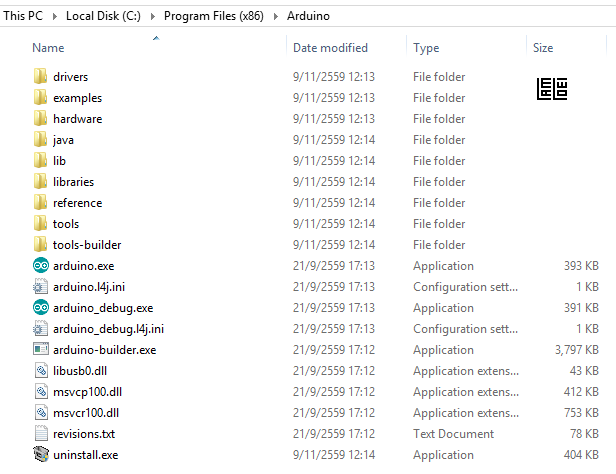 This PC > Local Disk (C:) > Program Files (x86) > Arduino
Name Date modified Type Size
drivers 9/11/2559 12:13 File folder
examples 9/11/2559 12:13 File folder
hardware 9/11/2559 12:13 File folder
java 9/11/2559 12:14 File folder
lib 9/11/2559 12:14 File folder
libraries 9/11/2559 12:14 File folder
reference 9/11/2559 12:14 File folder
tools 9/11/2559 12:14 File folder
tools-builder 9/11/2559 12:14 File folder
arduino.exe 21/9/2559 17:13 Application 393 KB
arduino.l4j.ini 21/9/2559 17:13 Configuration sett... 1 KB
arduino_debug.exe 21/9/2559 17:13 Application 391 KB
arduino_debug.l4j.ini 21/9/2559 17:13 Configuration sett... 1 KB
arduino-builder.exe 21/9/2559 17:12 Application 3,797 KB
libusb0.dll 21/9/2559 17:12 Application extens... 43 KB
msvcp100.dll 21/9/2559 17:12 Application extens... 412 KB
msvcr100.dll 21/9/2559 17:12 Application extens... 753 KB
revisions.txt 21/9/2559 17:12 Text Document 78 KB
uninstall.exe 9/11/2559 12:14 Application 404 KB